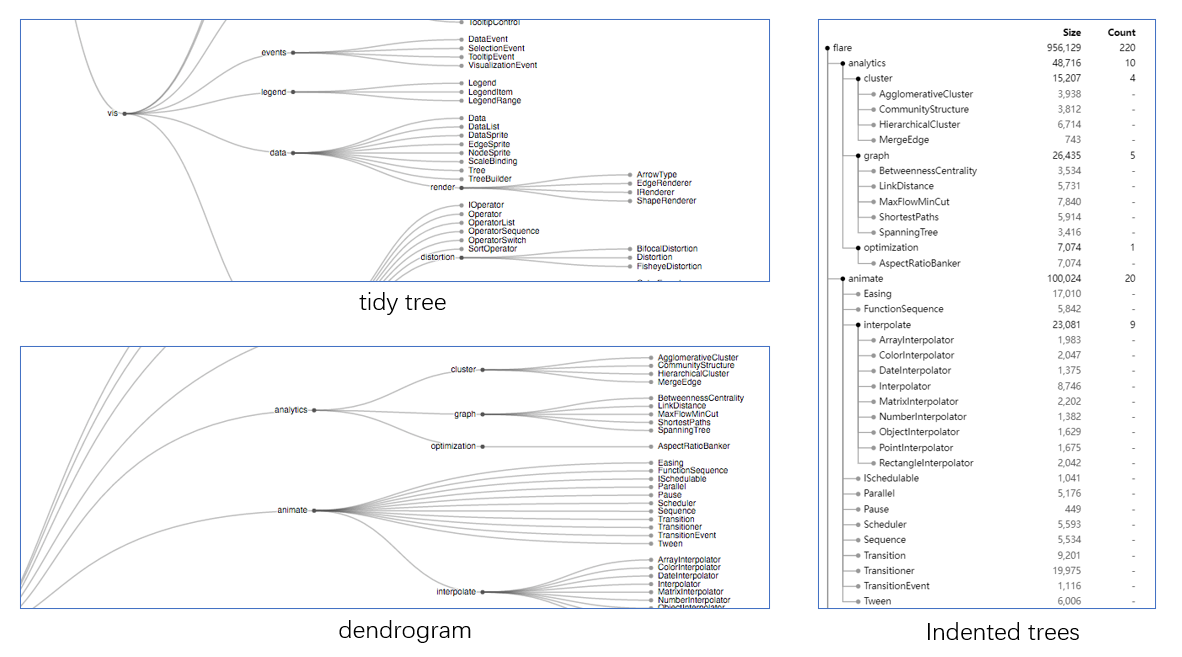 TooltipControl
events
DataEvent
SelectionEvent
TooltipEvent
VisualizationEvent
legend
Legend
LegendItem
LegendRange
vis
data
Data
DataList
DataSprite
EdgeSprite
NodeSprite
ScaleBinding
Tree
TreeBuilder
render
ArrowType
EdgeRenderer
IRenderer
ShapeRenderer
IOperator
Operator
OperatorList
OperatorSequence
OperatorSwitch
SortOperator
distortion
BifocalDistortion
Distortion
FisheyeDistortion
tidy tree
cluster
AgglomerativeCluster
CommunityStructure
HierarchicalCluster
MergeEdge
analytics
graph
BetweennessCentrality
LinkDistance
MaxFlowMinCut
ShortestPaths
SpanningTree
optimization
AspectRatioBanker
animate
Easing
FunctionSequence
ISchedulable
Parallel
Pause
Scheduler
Sequence
Transition
Transitioner
TransitionEvent
Tween
interpolate
ArrayInterpolator
ColorInterpolator
DateInterpolator
Interpolator
MatrixInterpolator
NumberInterpolator
ObjectInterpolator
dendrogram
Size Count
flare 956,129 220
analytics 48,716 10
cluster 15,207 4
AgglomerativeCluster 3,938 -
CommunityStructure 3,812 -
HierarchicalCluster 6,714 -
MergeEdge 743 -
graph 26,435 5
BetweennessCentrality 3,534 -
LinkDistance 5,731 -
MaxFlowMinCut 7,840 -
ShortestPaths 5,914 -
SpanningTree 3,416 -
optimization 7,074 1
AspectRatioBanker 7,074 -
animate 100,024 20
Easing 17,010 -
FunctionSequence 5,842 -
interpolate 23,081 9
ArrayInterpolator 1,983 -
ColorInterpolator 2,047 -
DateInterpolator 1,375 -
Interpolator 8,746 -
MatrixInterpolator 2,202 -
NumberInterpolator 1,382 -
ObjectInterpolator 1,629 -
PointInterpolator 1,675 -
RectangleInterpolator 2,042 -
ISchedulable 1,041 -
Parallel 5,176 -
Pause 449 -
Scheduler 5,593 -
Sequence 5,534 -
Transition 9,201 -
Transitioner 19,975 -
TransitionEvent 1,116 -
Tween 6,006 -
Indented trees